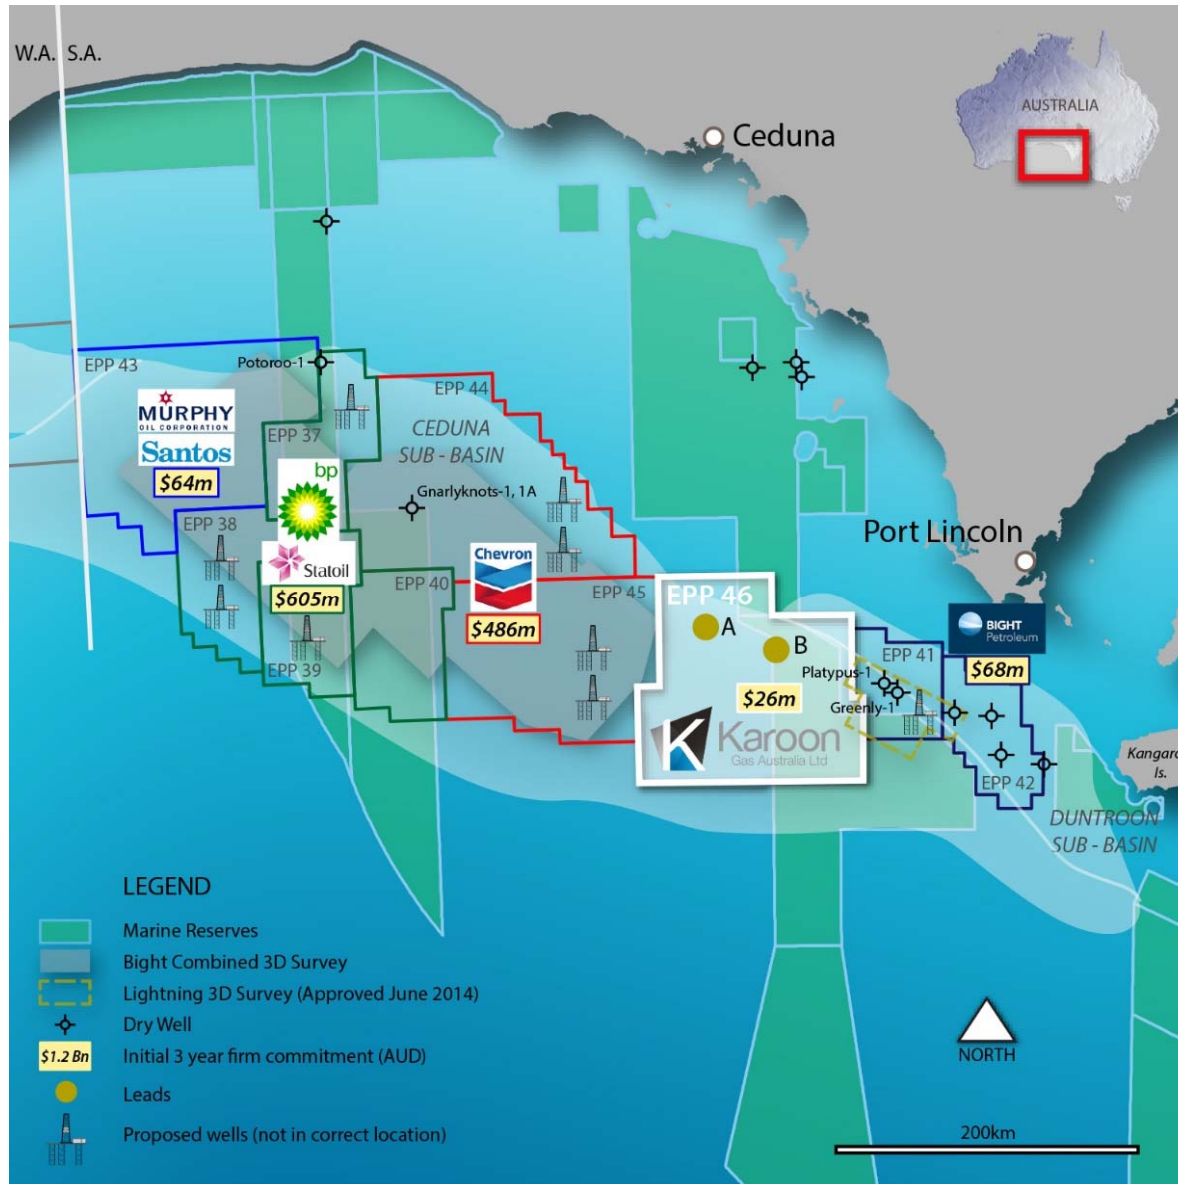 W.A. S.A.
AUSTRALIA
Ceduna
EPP 43
Potoroo-1
EPP 44
MURPHY
OIL CORPORATION
Santos
$64m
EPP 37
CEDUNA
SUB - BASIN
bp
Gnarlyknots-1, 1A
EPP 38
Statoil
$605m
EPP 40
Chevron
$486m
EPP 45
EPP 39
Port Lincoln
EPP 46
A
B
$26m
Karoon
Gas Australia Ltd
BIGHT
Petroleum
$68m
EPP 41
Platypus-1
Greenly-1
EPP 42
Kangaro
Is.
DUNTROON
SUB - BASIN
LEGEND
Marine Reserves
Bight Combined 3D Survey
Lightning 3D Survey (Approved June 2014)
Dry Well
$1.2 Bn Initial 3 year firm commitment (AUD)
Leads
Proposed wells (not in correct location)
NORTH
200km